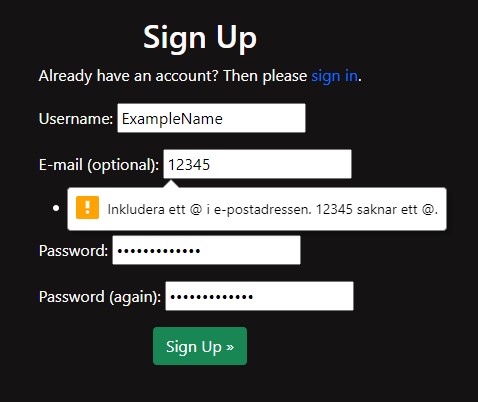 Sign Up
Already have an account? Then please sign in.
Username: ExampleName
E-mail (optional): 12345
Inkludera ett @ i e-postadressen. 12345 saknar ett @.
Password: •••••••••••••
Password (again): •••••••••••••
Sign Up »